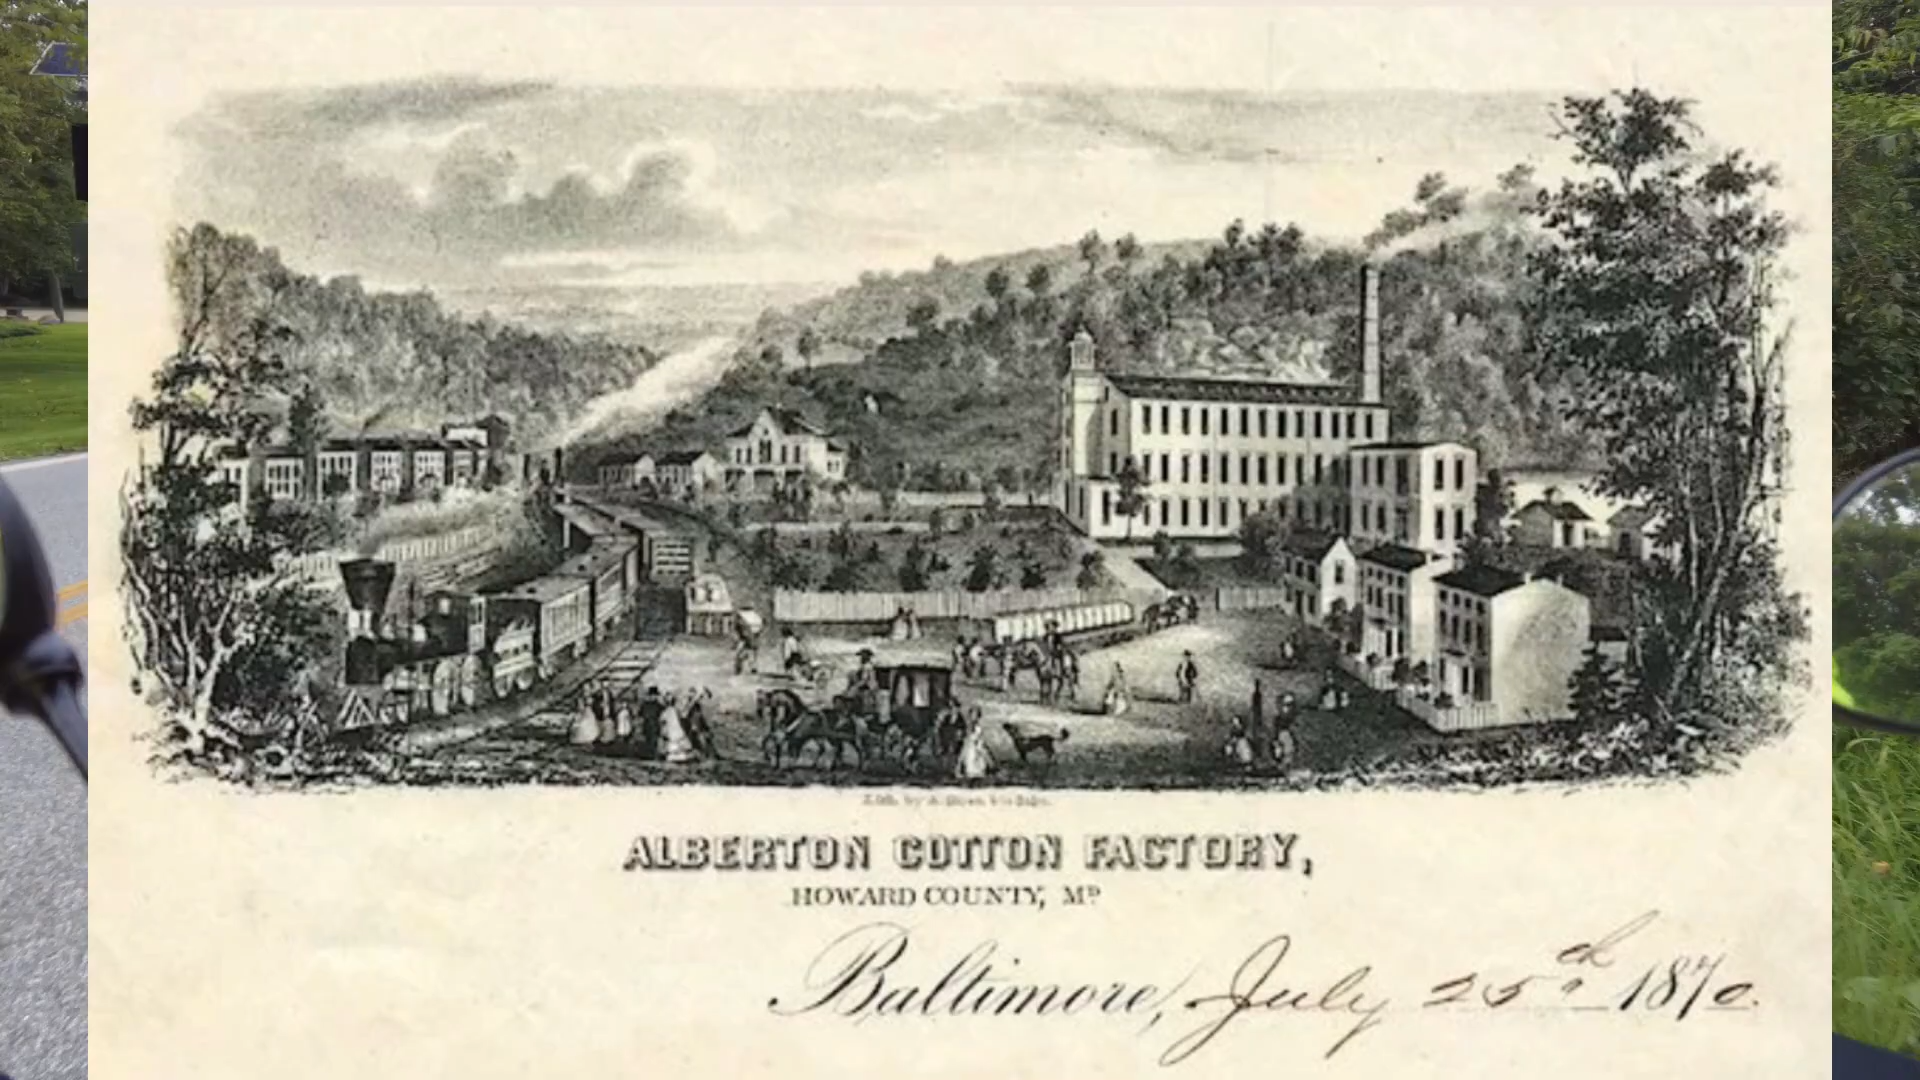 ALBERTON COTTON FACTORY,
HOWARD COUNTY, MD
Baltimore, July 25th 1870.